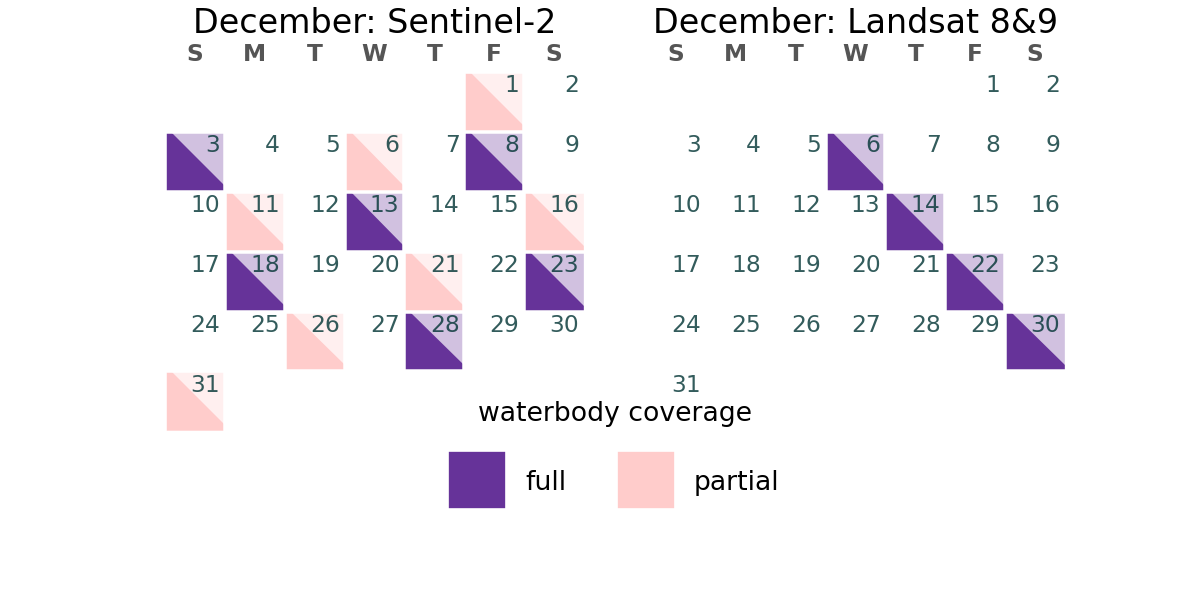 December: Sentinel-2
S M T W T F S
1 2
3 4 5 6 7 8 9
10 11 12 13 14 15 16
17 18 19 20 21 22 23
24 25 26 27 28 29 30
31
December: Landsat 8&9
S M T W T F S
1 2
3 4 5 6 7 8 9
10 11 12 13 14 15 16
17 18 19 20 21 22 23
24 25 26 27 28 29 30
31
waterbody coverage
full partial